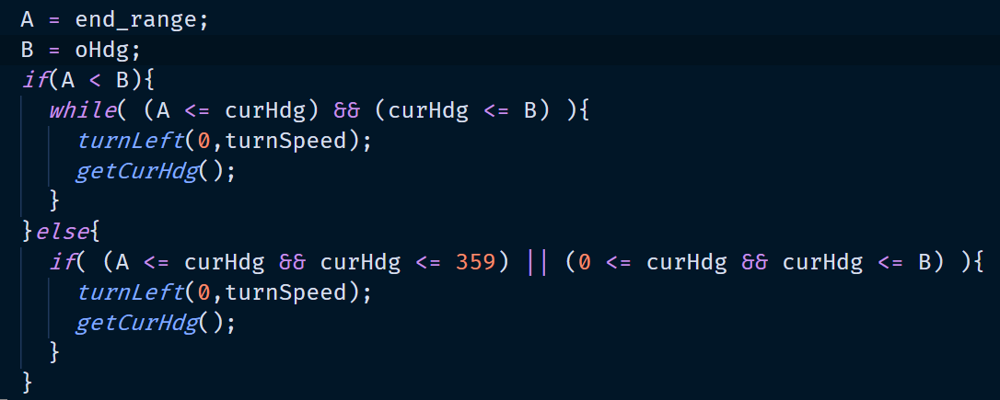 A = end_range;
B = oHdg;
if(A < B){
  while( (A <= curHdg) && (curHdg <= B) ){
    turnLeft(0,turnSpeed);
    getCurHdg();
  }
}else{
  if( (A <= curHdg && curHdg <= 359) || (0 <= curHdg && curHdg <= B) ){
    turnLeft(0,turnSpeed);
    getCurHdg();
  }
}